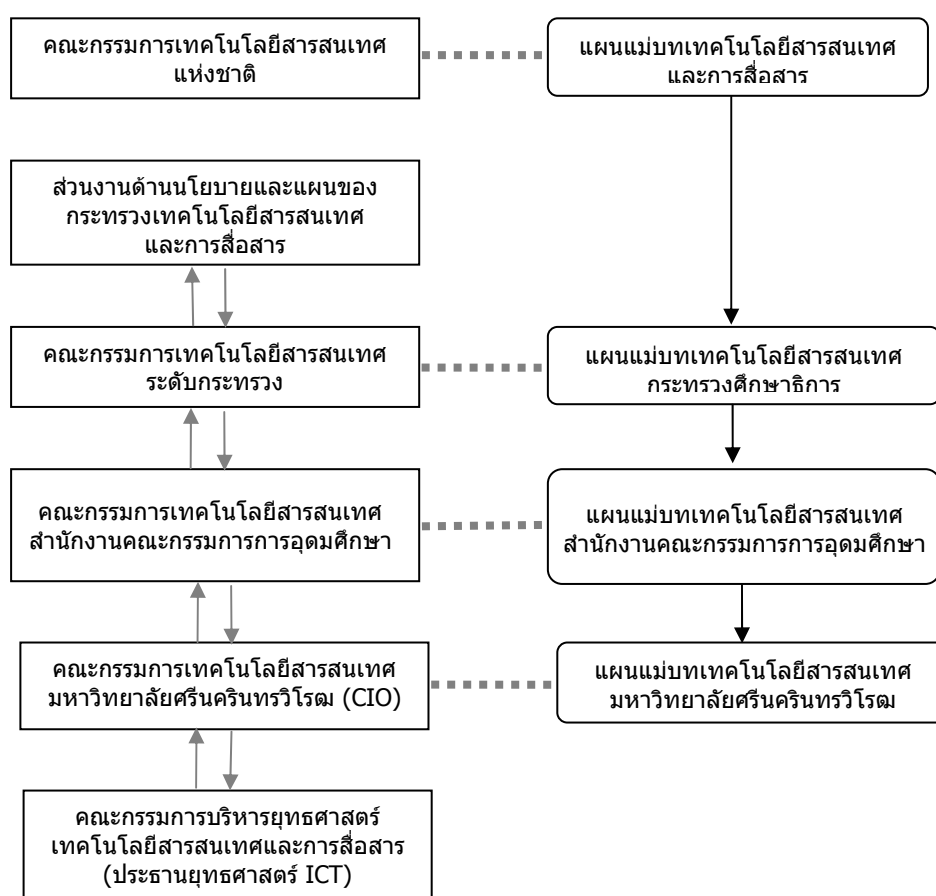 คณะกรรมการเทคโนโลยีสารสนเทศ
แห่งชาติ
แผนแม่บทเทคโนโลยีสารสนเทศ
และการสื่อสาร
ส่วนงานด้านนโยบายและแผนของ
กระทรวงเทคโนโลยีสารสนเทศ
และการสื่อสาร
คณะกรรมการเทคโนโลยีสารสนเทศ
ระดับกระทรวง
แผนแม่บทเทคโนโลยีสารสนเทศ
กระทรวงศึกษาธิการ
คณะกรรมการเทคโนโลยีสารสนเทศ
สำนักงานคณะกรรมการการอุดมศึกษา
แผนแม่บทเทคโนโลยีสารสนเทศ
สำนักงานคณะกรรมการการอุดมศึกษา
คณะกรรมการเทคโนโลยีสารสนเทศ
มหาวิทยาลัยศรีนครินทรวิโรฒ (CIO)
แผนแม่บทเทคโนโลยีสารสนเทศ
มหาวิทยาลัยศรีนครินทรวิโรฒ
คณะกรรมการบริหารยุทธศาสตร์
เทคโนโลยีสารสนเทศและการสื่อสาร
(ประธานยุทธศาสตร์ ICT)